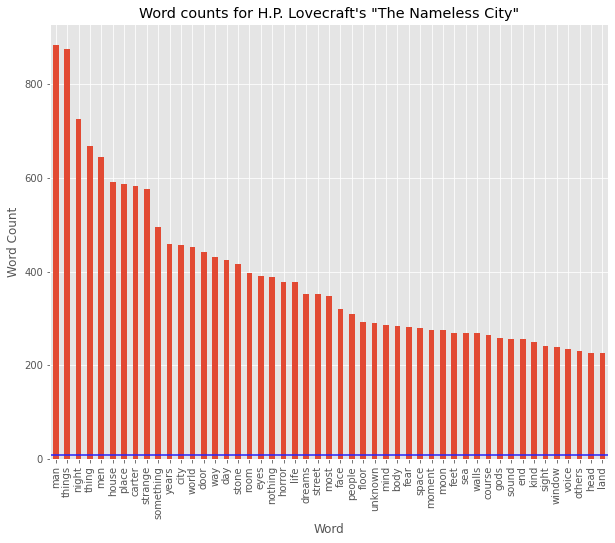 Word counts for H.P. Lovecraft's "The Nameless City"
Word Count
800
600
400
200
0
man
things
night
thing
men
house
place
carter
strange
something
years
city
world
door
way
day
stone
room
eyes
nothing
horror
life
dreams
street
most
face
people
floor
unknown
mind
body
fear
space
moment
moon
feet
sea
walls
course
gods
sound
end
kind
sight
window
voice
others
head
land
Word